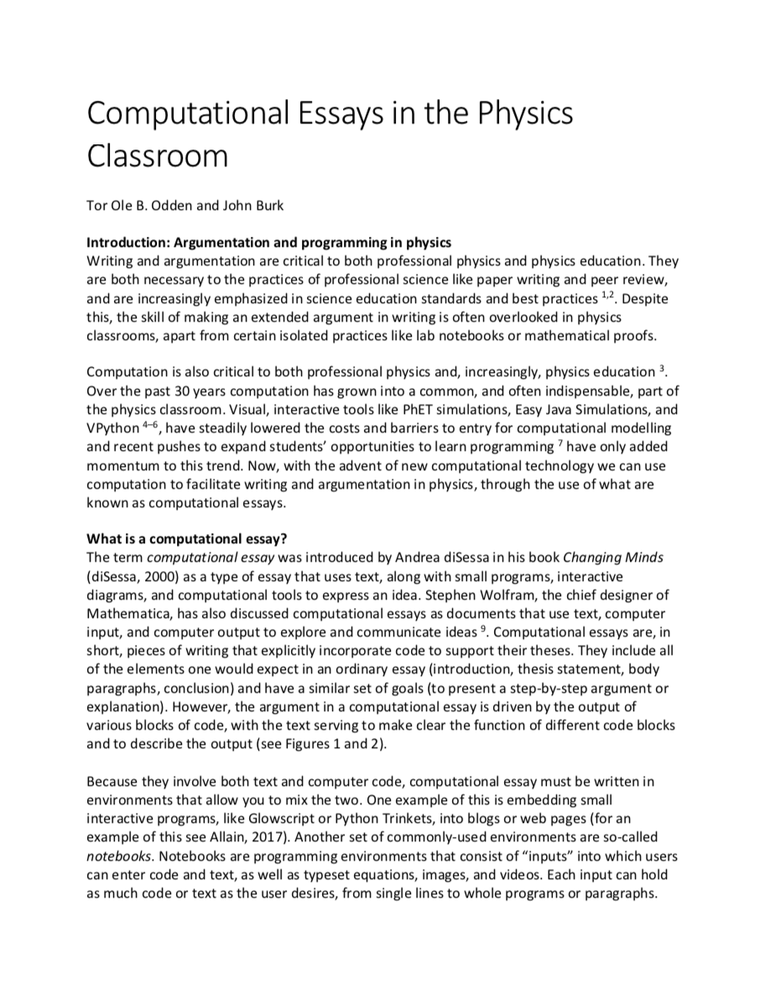 Computational Essays in the Physics
Classroom
Tor Ole B. Odden and John Burk
Introduction: Argumentation and programming in physics
Writing and argumentation are critical to both professional physics and physics education. They
are both necessary to the practices of professional science like paper writing and peer review,
and are increasingly emphasized in science education standards and best practices 1,2. Despite
this, the skill of making an extended argument in writing is often overlooked in physics
classrooms, apart from certain isolated practices like lab notebooks or mathematical proofs.
Computation is also critical to both professional physics and, increasingly, physics education 3.
Over the past 30 years computation has grown into a common, and often indispensable, part of
the physics classroom. Visual, interactive tools like PhET simulations, Easy Java Simulations, and
VPython 4–6, have steadily lowered the costs and barriers to entry for computational modelling
and recent pushes to expand students’ opportunities to learn programming 7 have only added
momentum to this trend. Now, with the advent of new computational technology we can use
computation to facilitate writing and argumentation in physics, through the use of what are
known as computational essays.
What is a computational essay?
The term computational essay was introduced by Andrea diSessa in his book Changing Minds
(diSessa, 2000) as a type of essay that uses text, along with small programs, interactive
diagrams, and computational tools to express an idea. Stephen Wolfram, the chief designer of
Mathematica, has also discussed computational essays as documents that use text, computer
input, and computer output to explore and communicate ideas 9. Computational essays are, in
short, pieces of writing that explicitly incorporate code to support their theses. They include all
of the elements one would expect in an ordinary essay (introduction, thesis statement, body
paragraphs, conclusion) and have a similar set of goals (to present a step-by-step argument or
explanation). However, the argument in a computational essay is driven by the output of
various blocks of code, with the text serving to make clear the function of different code blocks
and to describe the output (see Figures 1 and 2).
Because they involve both text and computer code, computational essay must be written in
environments that allow you to mix the two. One example of this is embedding small
interactive programs, like Glowscript or Python Trinkets, into blogs or web pages (for an
example of this see Allain, 2017). Another set of commonly-used environments are so-called
notebooks. Notebooks are programming environments that consist of “inputs” into which users
can enter code and text, as well as typeset equations, images, and videos. Each input can hold
as much code or text as the user desires, from single lines to whole programs or paragraphs.